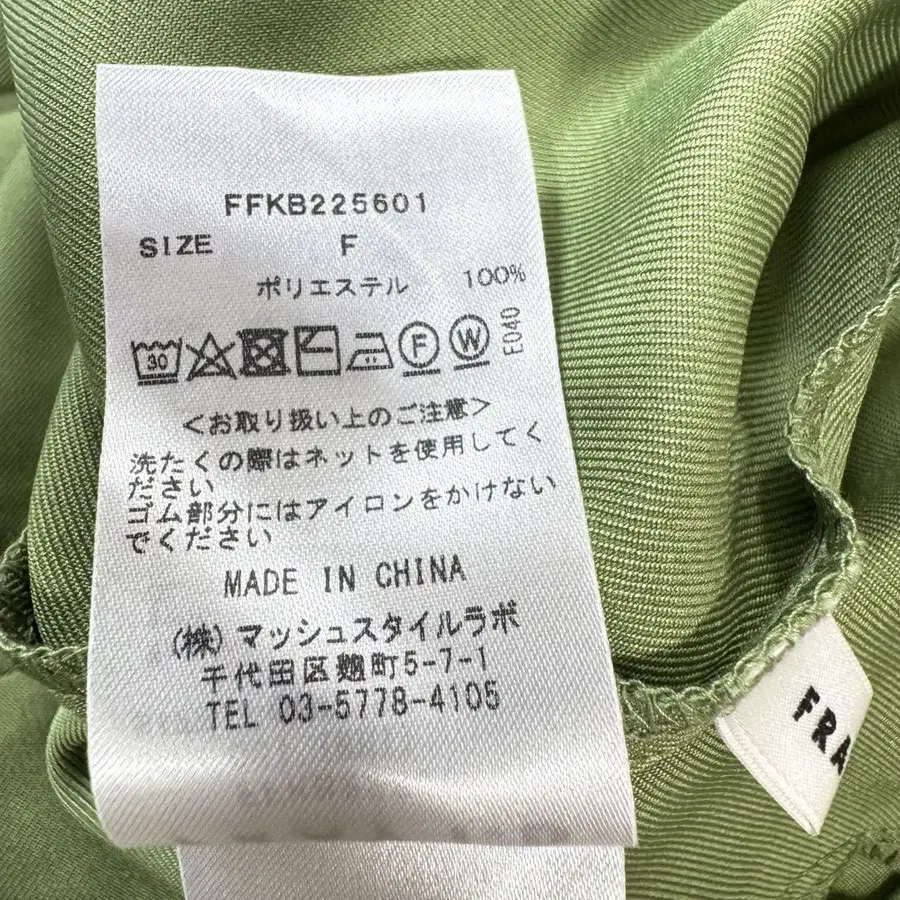 FFKB225601
SIZE F
ポリエステル 100%
30 F W E040
<お取り扱い上のご注意>
洗たくの際はネットを使用してく
ださい
ゴム部分にはアイロンをかけない
でください
MADE IN CHINA
(株)マッシュスタイルラボ
千代田区麹町5-7-1
TEL 03-5778-4105
FRA